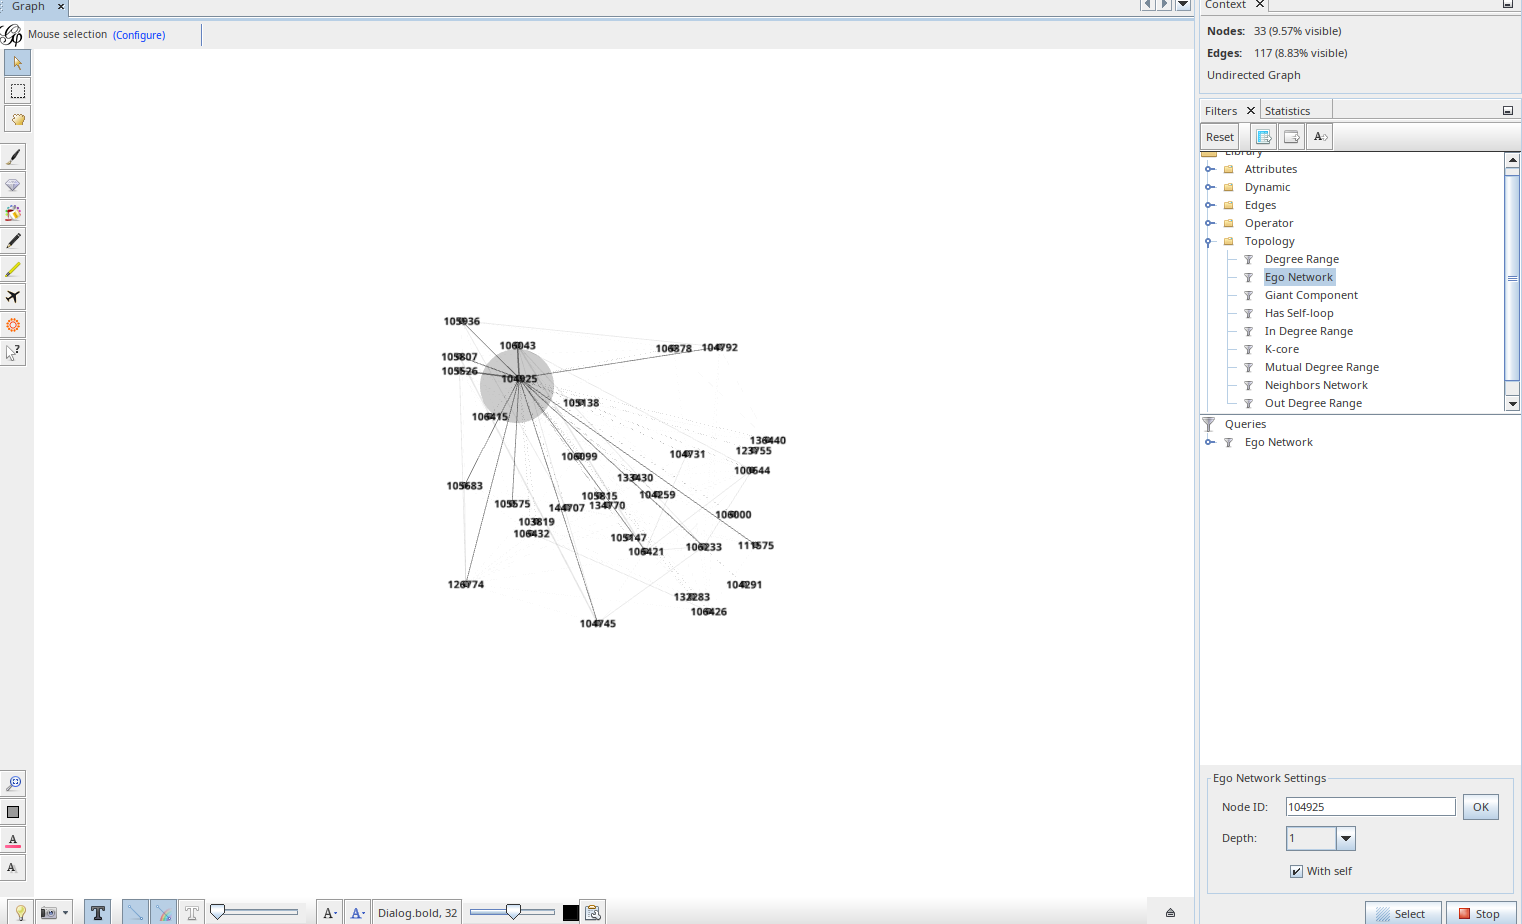 Graph
Context
Mouse selection (Configure)
Nodes: 33 (9.57% visible)
Edges: 117 (8.83% visible)
Undirected Graph
Filters
Statistics
Reset
A
Library
Attributes
Dynamic
Edges
Operator
Topology
Degree Range
Ego Network
Giant Component
Has Self-loop
In Degree Range
K-core
Mutual Degree Range
Neighbors Network
Out Degree Range
Queries
Ego Network
105936
106043
106378
104792
105807
105526
104925
105138
106415
136440
123755
106099
104731
100644
133430
105683
105815
104259
105575
144707
134770
106000
103819
106432
105147
106421
106233
111575
126774
104291
132283
106426
104745
Ego Network Settings
Node ID: 104925 OK
Depth: 1
With self
A
A
T
T
A-
A-
Dialog.bold, 32
Select
Stop